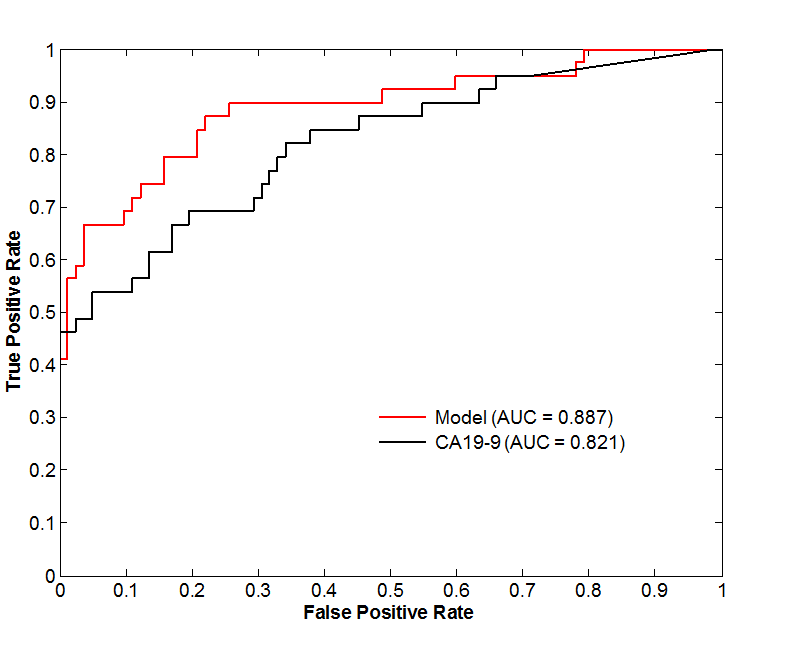 1
0.9
0.8
0.7
0.6
0.5
0.4
0.3
0.2
0.1
0
True Positive Rate
Model (AUC = 0.887)
CA19-9 (AUC = 0.821)
0 0.1 0.2 0.3 0.4 0.5 0.6 0.7 0.8 0.9 1
False Positive Rate